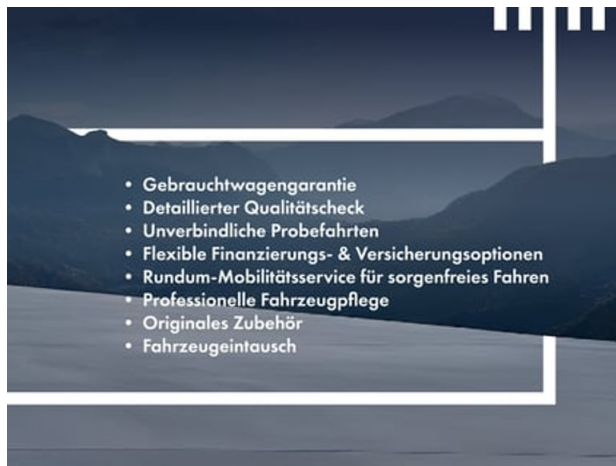 • Gebrauchtwagengarantie
• Detaillierter Qualitätscheck
• Unverbindliche Probefahrten
• Flexible Finanzierungs- & Versicherungsoptionen
• Rundum-Mobilitätsservice für sorgenfreies Fahren
• Professionelle Fahrzeugpflege
• Originales Zubehör
• Fahrzeugeintausch